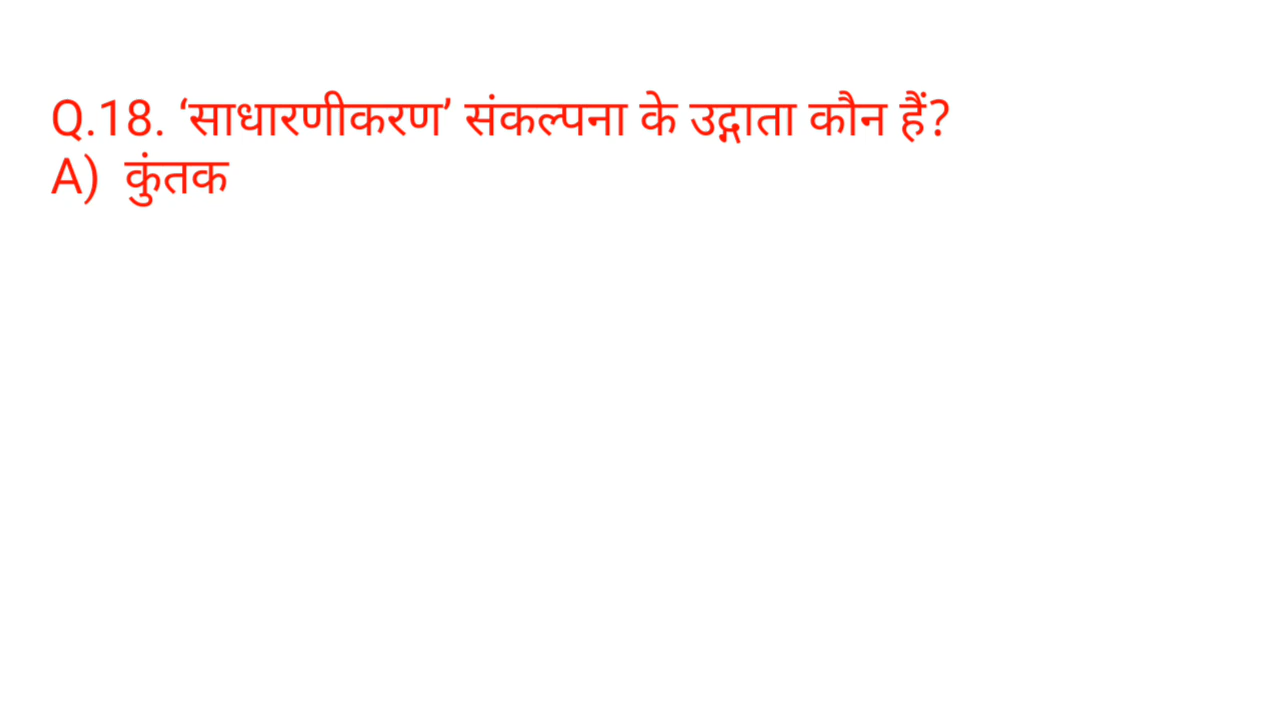 Q.18. ‘साधारणीकरण’ संकल्पना के उद्गाता कौन हैं?
A) कुंतक